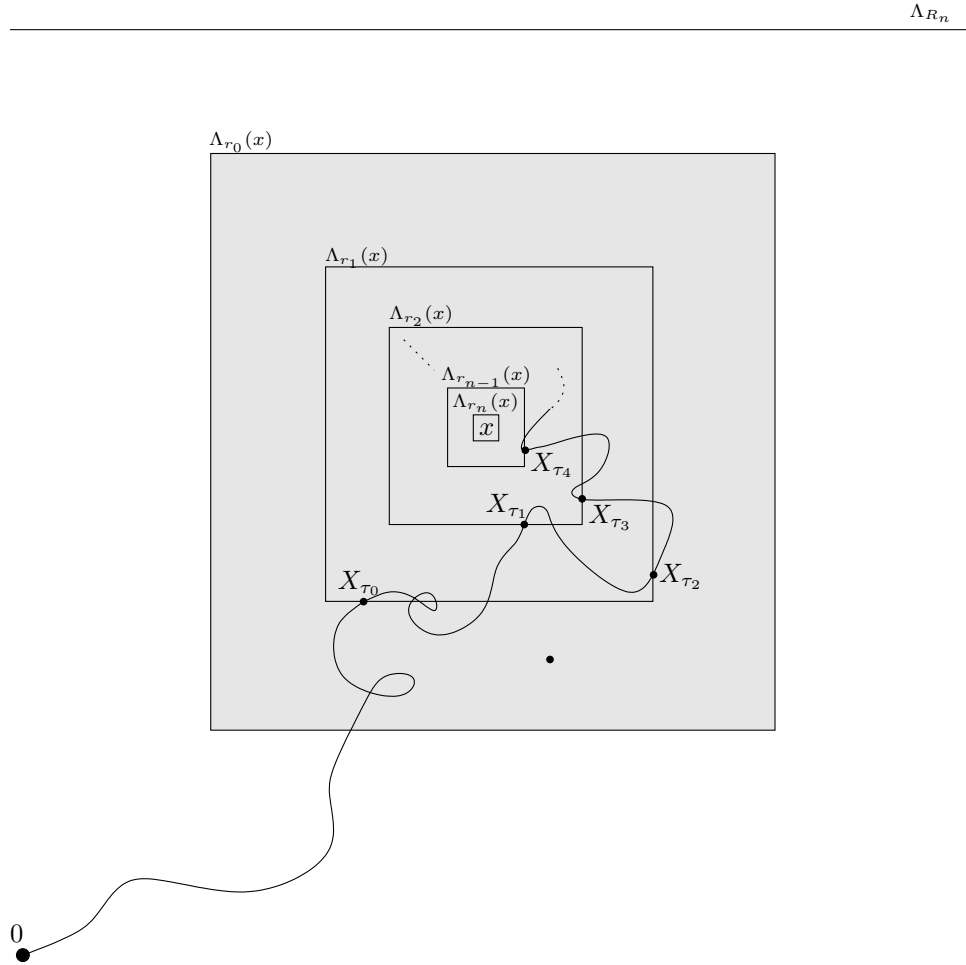 Λ_{R_n}
Λ_{r_0}(x)
Λ_{r_1}(x)
Λ_{r_2}(x)
Λ_{r_{n−1}}(x)
Λ_{r_n}(x)
x
X_{τ_4}
X_{τ_1}
X_{τ_3}
X_{τ_0}
X_{τ_2}
0